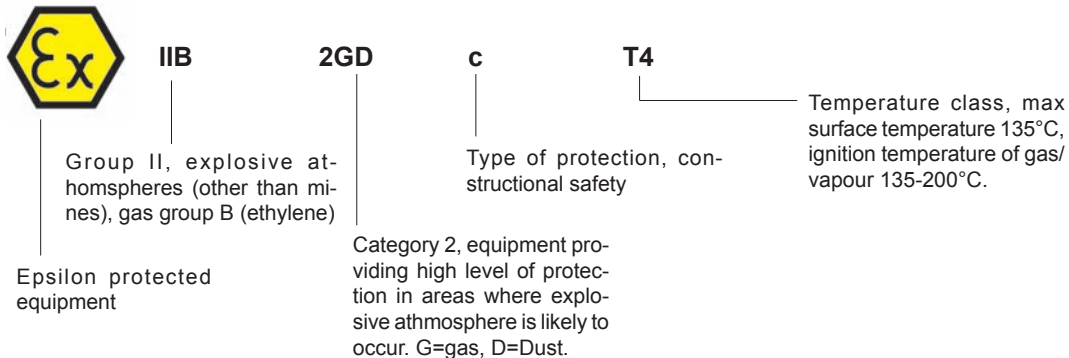 εx
IIB 2GD c T4
Temperature class, max
surface temperature 135°C,
ignition temperature of gas/
vapour 135-200°C.
Group II, explosive at-
homspheres (other than mi-
nes), gas group B (ethylene)
Type of protection, con-
structional safety
Category 2, equipment pro-
viding high level of protec-
tion in areas where explo-
sive athmosphere is likely to
occur. G=gas, D=Dust.
Epsilon protected
equipment